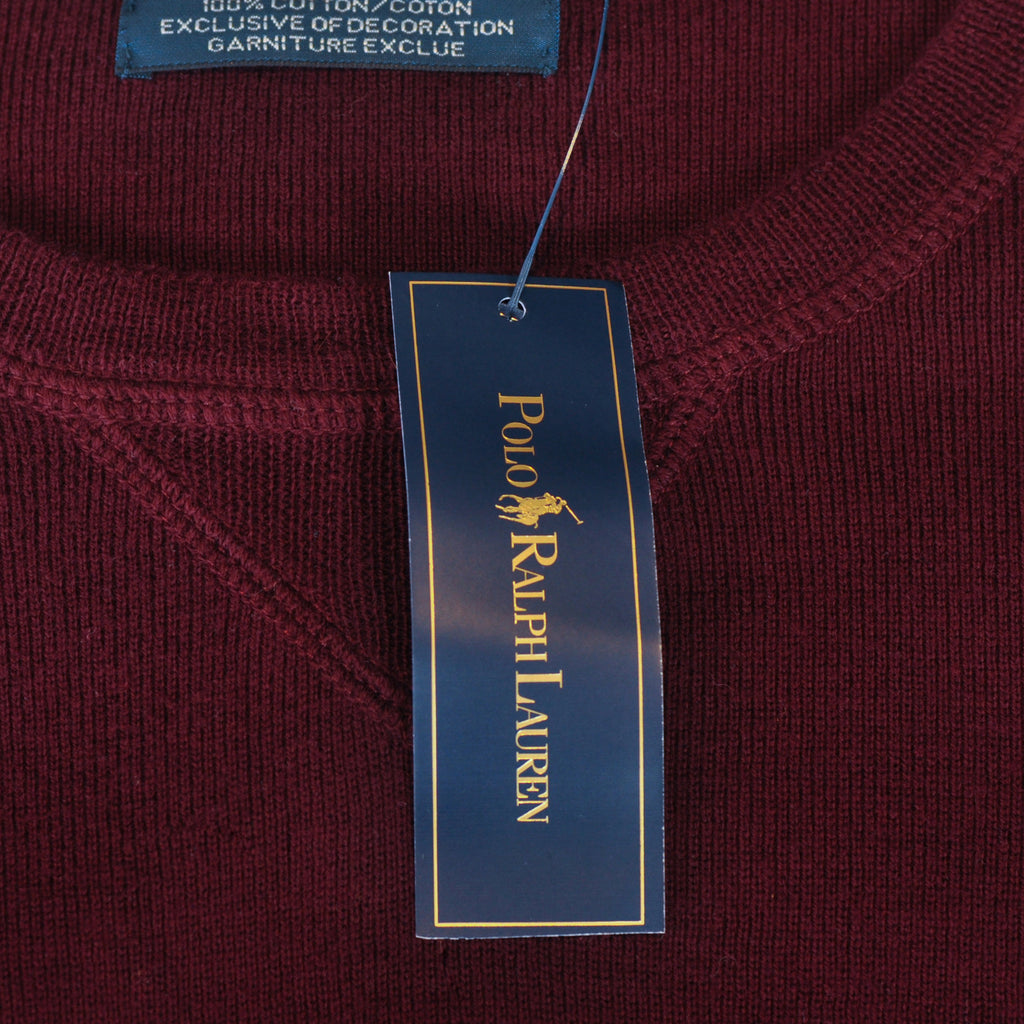 100% COTTON/COTON
EXCLUSIVE OF DECORATION
GARNITURE EXCLUE
POLO RALPH LAUREN